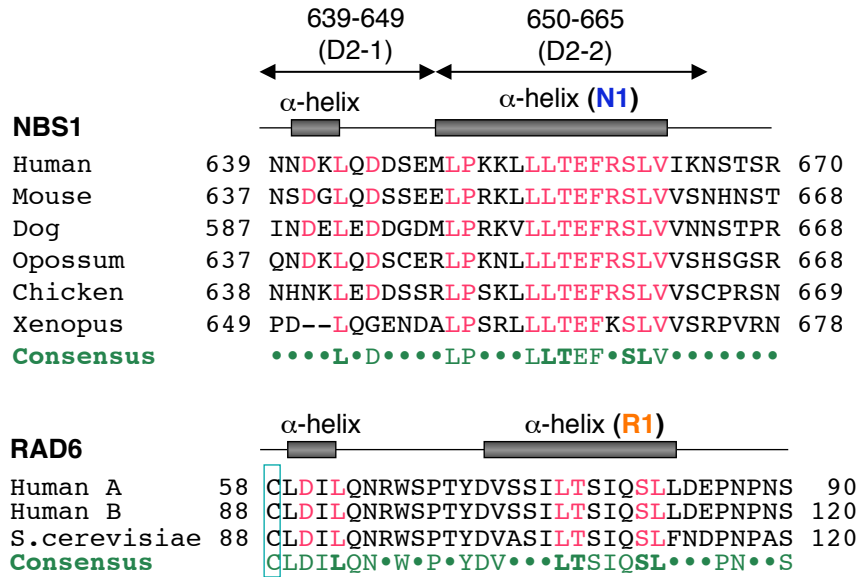 639-649 650-665
(D2-1) (D2-2)
α-helix α-helix (N1)
NBS1
Human 639 NNDKLQDDSEMLPKKLLLTEFRSLVIKNSTSR 670
Mouse 637 NSDGLQDSSEELPRKLLLTEFRSLVVSNHNST 668
Dog 587 INDELEDDGDMLPRKVLLTEFRSLVVNNSTPR 668
Opossum 637 QNDKLQDSCERLPKNLLLTEFRSLVVSHSGSR 668
Chicken 638 NHNKLEDDSSRLPSKLLLTEFRSLVVSCPRSN 669
Xenopus 649 PD--LQGENDALPSRLLLTEFKSLVVSRPVRN 678
Consensus ••••L•D••••LP•••LLTEF•SLV•••••••
α-helix α-helix (R1)
RAD6
Human A 58 CLDILQNRWSPTYDVSSILTSIQSLLDEPNPNS 90
Human B 88 CLDILQNRWSPTYDVSSILTSIQSLLDEPNPNS 120
S.cerevisiae 88 CLDILQNRWTPTYDVASILTSIQSLFNDPNPAS 120
Consensus CLDILQN•W•P•YDV•••LTSIQSL•••PN••S